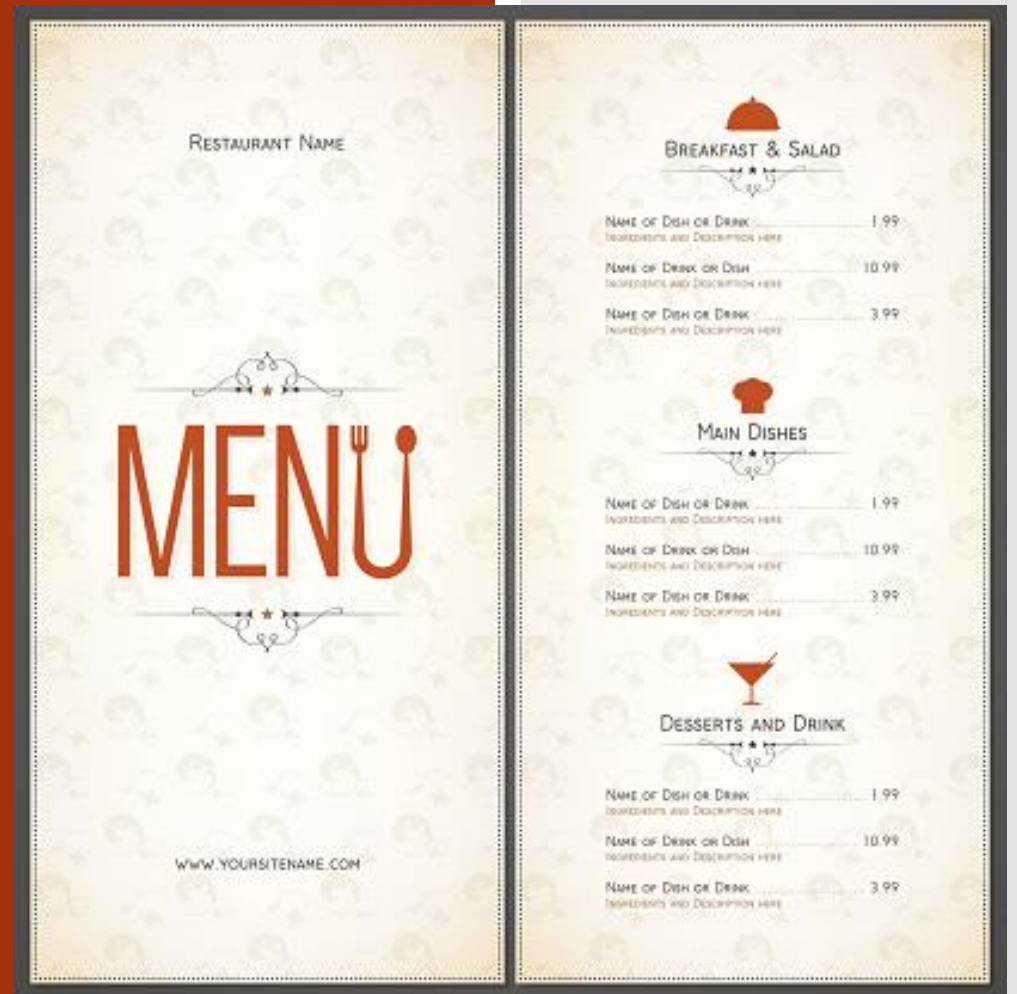 Restaurant Name
MENU
www.yoursitename.com
Breakfast & Salad
Name of Dish or Drink 1.99
Ingredients and Description here
Name of Drink or Dish 10.99
Ingredients and Description here
Name of Dish or Drink 3.99
Ingredients and Description here
Main Dishes
Name of Dish or Drink 1.99
Ingredients and Description here
Name of Drink or Dish 10.99
Ingredients and Description here
Name of Dish or Drink 3.99
Ingredients and Description here
Desserts and Drink
Name of Dish or Drink 1.99
Ingredients and Description here
Name of Drink or Dish 10.99
Ingredients and Description here
Name of Dish or Drink 3.99
Ingredients and Description here